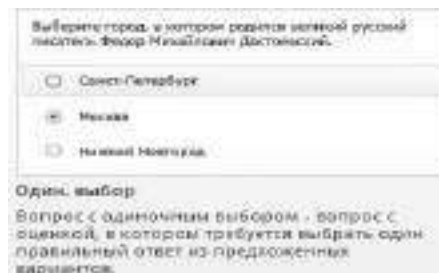 Выберите город, в котором родился великий русский
писатель Федор Михайлович Достоевский.
Санкт-Петербург
Москва
Нижний Новгород
Один. выбор
Вопрос с одиночным выбором - вопрос с
оценкой, в котором требуется выбрать один
правильный ответ из предложенных
вариантов.